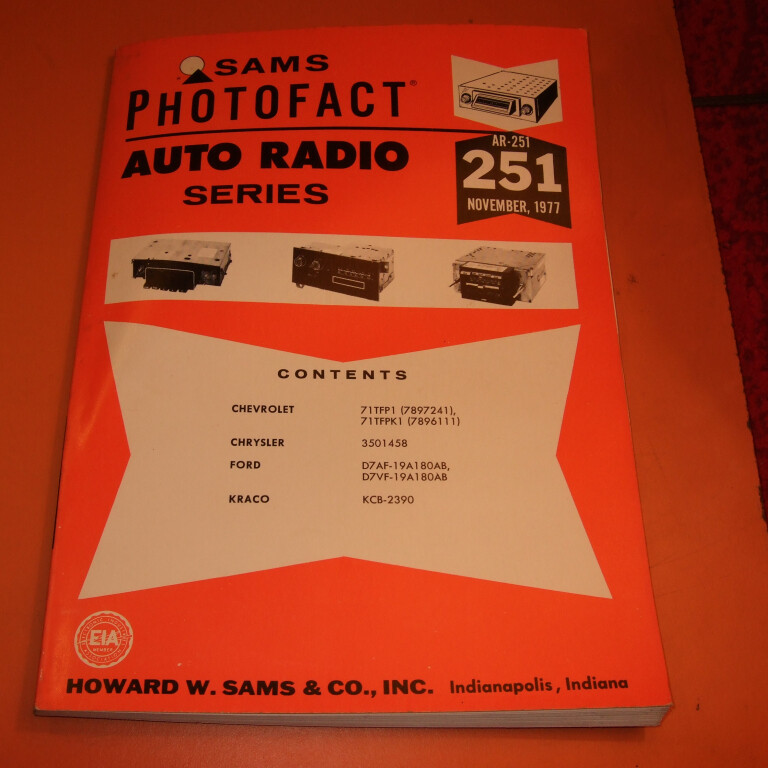 SAMS
PHOTOFACT®
AUTO RADIO
SERIES
AR-251
251
NOVEMBER, 1977
CONTENTS
CHEVROLET 71TFP1 (7897241),
71TFPK1 (7896111)
CHRYSLER 3501458
FORD D7AF-19A180AB,
D7VF-19A180AB
KRACO KCB-2390
EIA
MEMBER
HOWARD W. SAMS & CO., INC. Indianapolis, Indiana